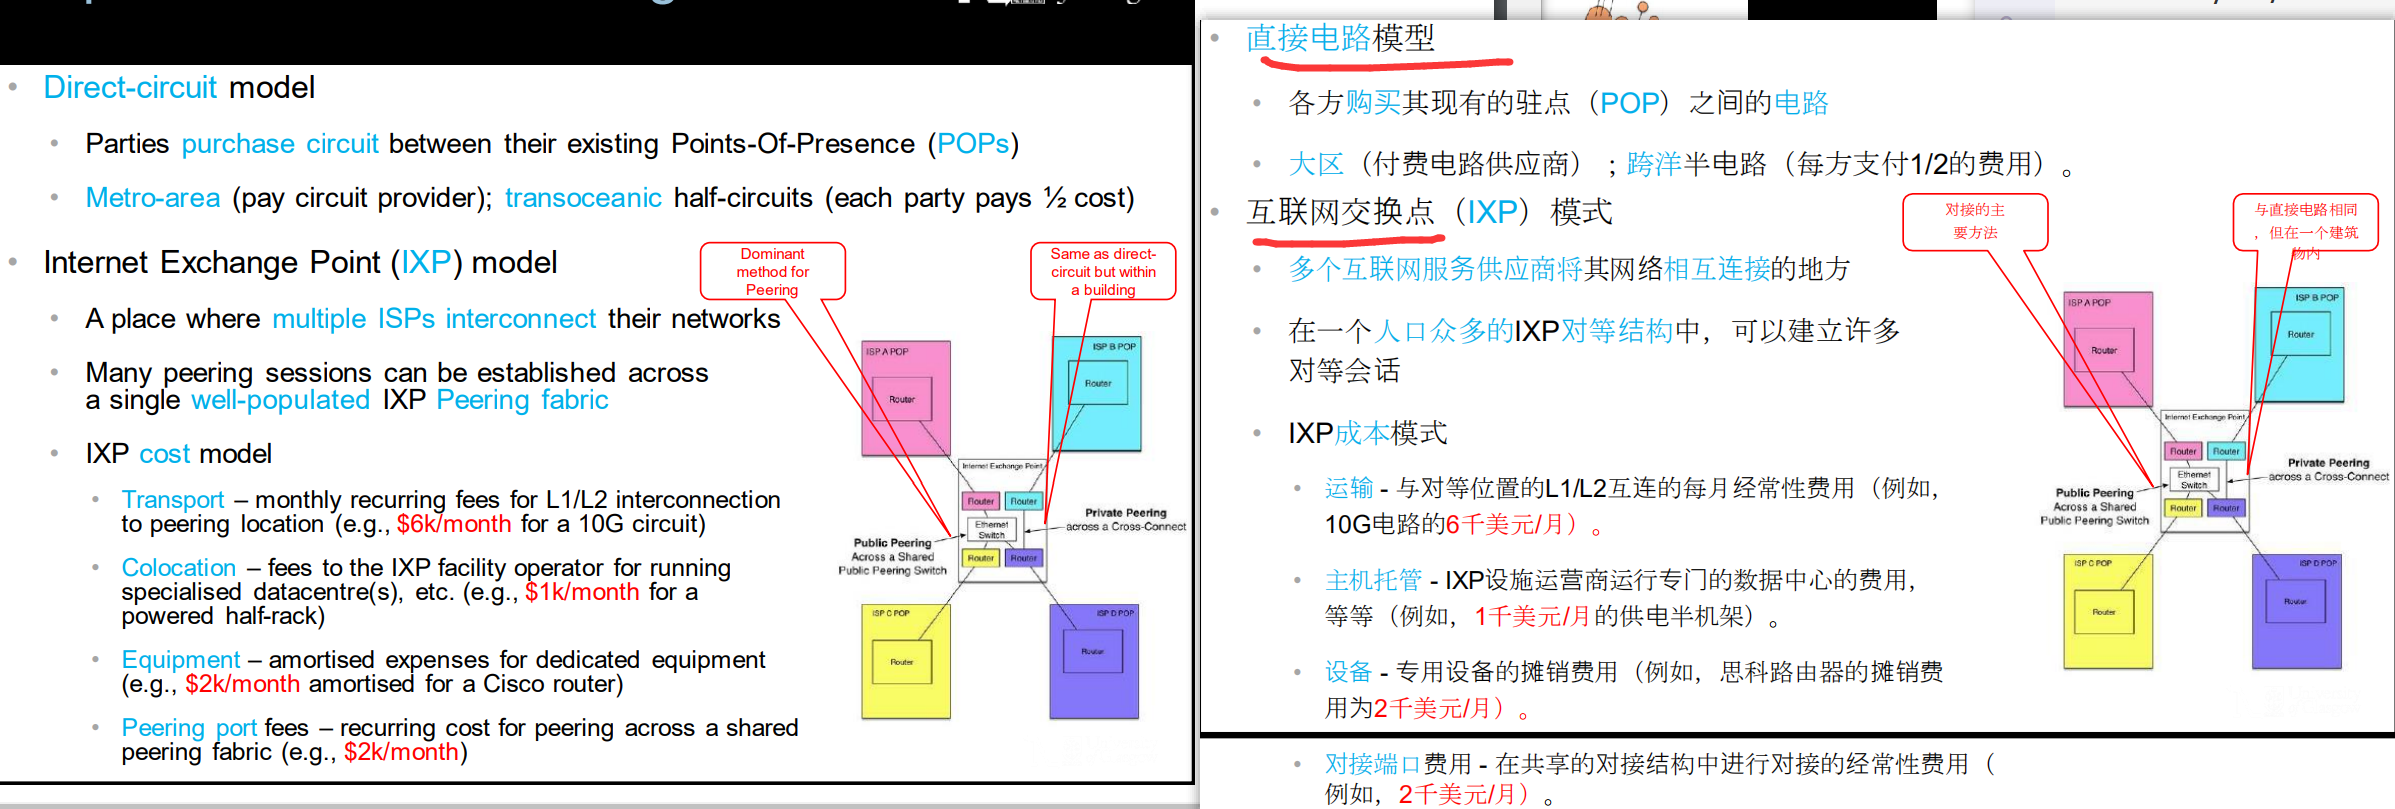 • Direct-circuit model
• Parties purchase circuit between their existing Points-Of-Presence (POPs)
• Metro-area (pay circuit provider); transoceanic half-circuits (each party pays ½ cost)
• Internet Exchange Point (IXP) model
• A place where multiple ISPs interconnect their networks
• Many peering sessions can be established across
a single well-populated IXP Peering fabric
• IXP cost model
• Transport – monthly recurring fees for L1/L2 interconnection
to peering location (e.g., $6k/month for a 10G circuit)
• Colocation – fees to the IXP facility operator for running
specialised datacentre(s), etc. (e.g., $1k/month for a
powered half-rack)
• Equipment – amortised expenses for dedicated equipment
(e.g., $2k/month amortised for a Cisco router)
• Peering port fees – recurring cost for peering across a shared
peering fabric (e.g., $2k/month)
Dominant
method for
Peering
Same as direct-
circuit but within
a building
ISP A POP
Router
ISP B POP
Router
Internet Exchange Point
Router
Router
Ethernet
Switch
Router
Router
Private Peering
across a Cross-Connect
Public Peering
Across a Shared
Public Peering Switch
ISP C POP
Router
ISP D POP
Router
• 直接电路模型
• 各方购买其现有的驻点（POP）之间的电路
• 大区（付费电路供应商）；跨洋半电路（每方支付1/2的费用）。
• 互联网交换点（IXP）模式
• 多个互联网服务供应商将其网络相互连接的地方
• 在一个人口众多的IXP对等结构中，可以建立许多
对等会话
• IXP成本模式
• 运输 - 与对等位置的L1/L2互连的每月经常性费用（例如，
10G电路的6千美元/月）。
• 主机托管 - IXP设施运营商运行专门的数据中心的费用，
等等（例如，1千美元/月的供电半机架）。
• 设备 - 专用设备的摊销费用（例如，思科路由器的摊销费
用为2千美元/月）。
• 对接端口费用 - 在共享的对接结构中进行对接的经常性费用（
例如，2千美元/月）。
对接的主
要方法
与直接电路相同
，但在一个建筑
物内
ISP A POP
Router
ISP B POP
Router
Internet Exchange Point
Router
Router
Ethernet
Switch
Router
Router
Private Peering
across a Cross-Connect
Public Peering
Across a Shared
Public Peering Switch
ISP C POP
Router
ISP D POP
Router